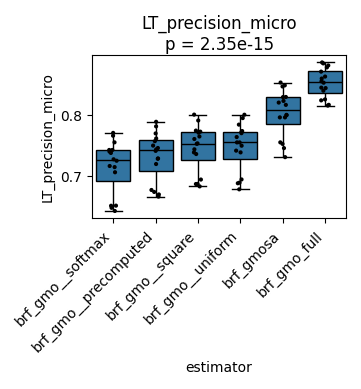 LT_precision_micro
p = 2.35e-15
LT_precision_micro
0.8
0.7
brf_gmo__softmax
brf_gmo__precomputed
brf_gmo__square
brf_gmo__uniform
brf_gmosa
brf_gmo_full
estimator